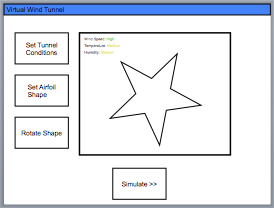 Virtual Wind Tunnel
Set Tunnel
Conditions
Wind Speed: High
Temperature: Medium
Humidity: Medium
Set Airfoil
Shape
Rotate Shape
Simulate >>